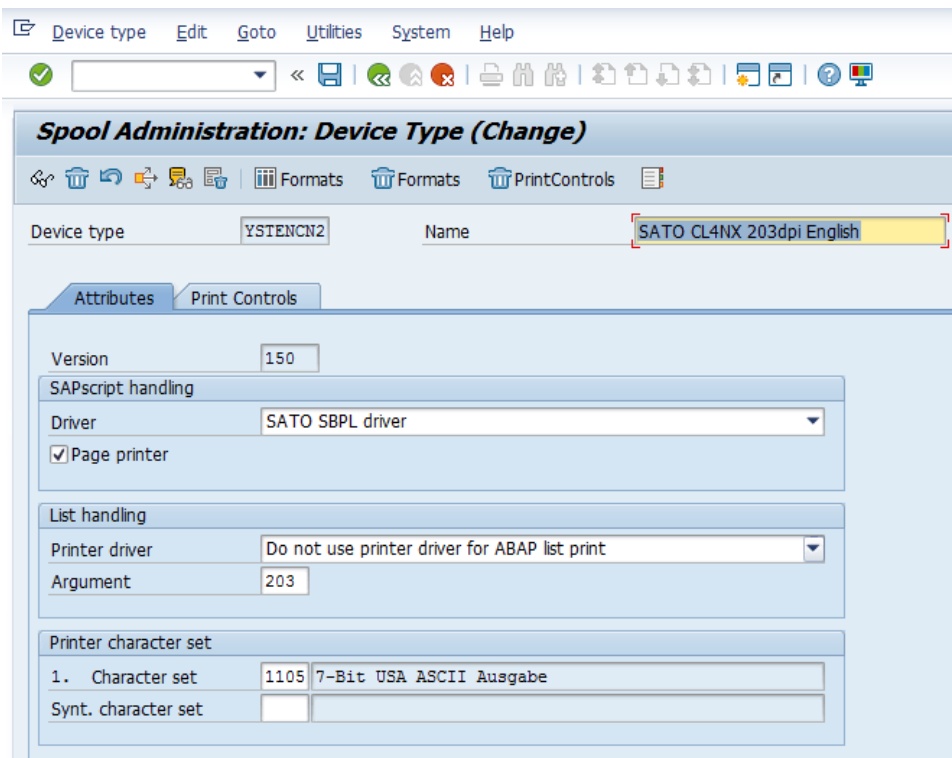 Device type Edit Goto Utilities System Help
Spool Administration: Device Type (Change)
Formats Formats PrintControls
Device type YSTENCN2 Name SATO CL4NX 203dpi English
Attributes Print Controls
Version 150
SAPscript handling
Driver SATO SBPL driver
Page printer
List handling
Printer driver Do not use printer driver for ABAP list print
Argument 203
Printer character set
1. Character set 1105 7-Bit USA ASCII Ausgabe
Synt. character set